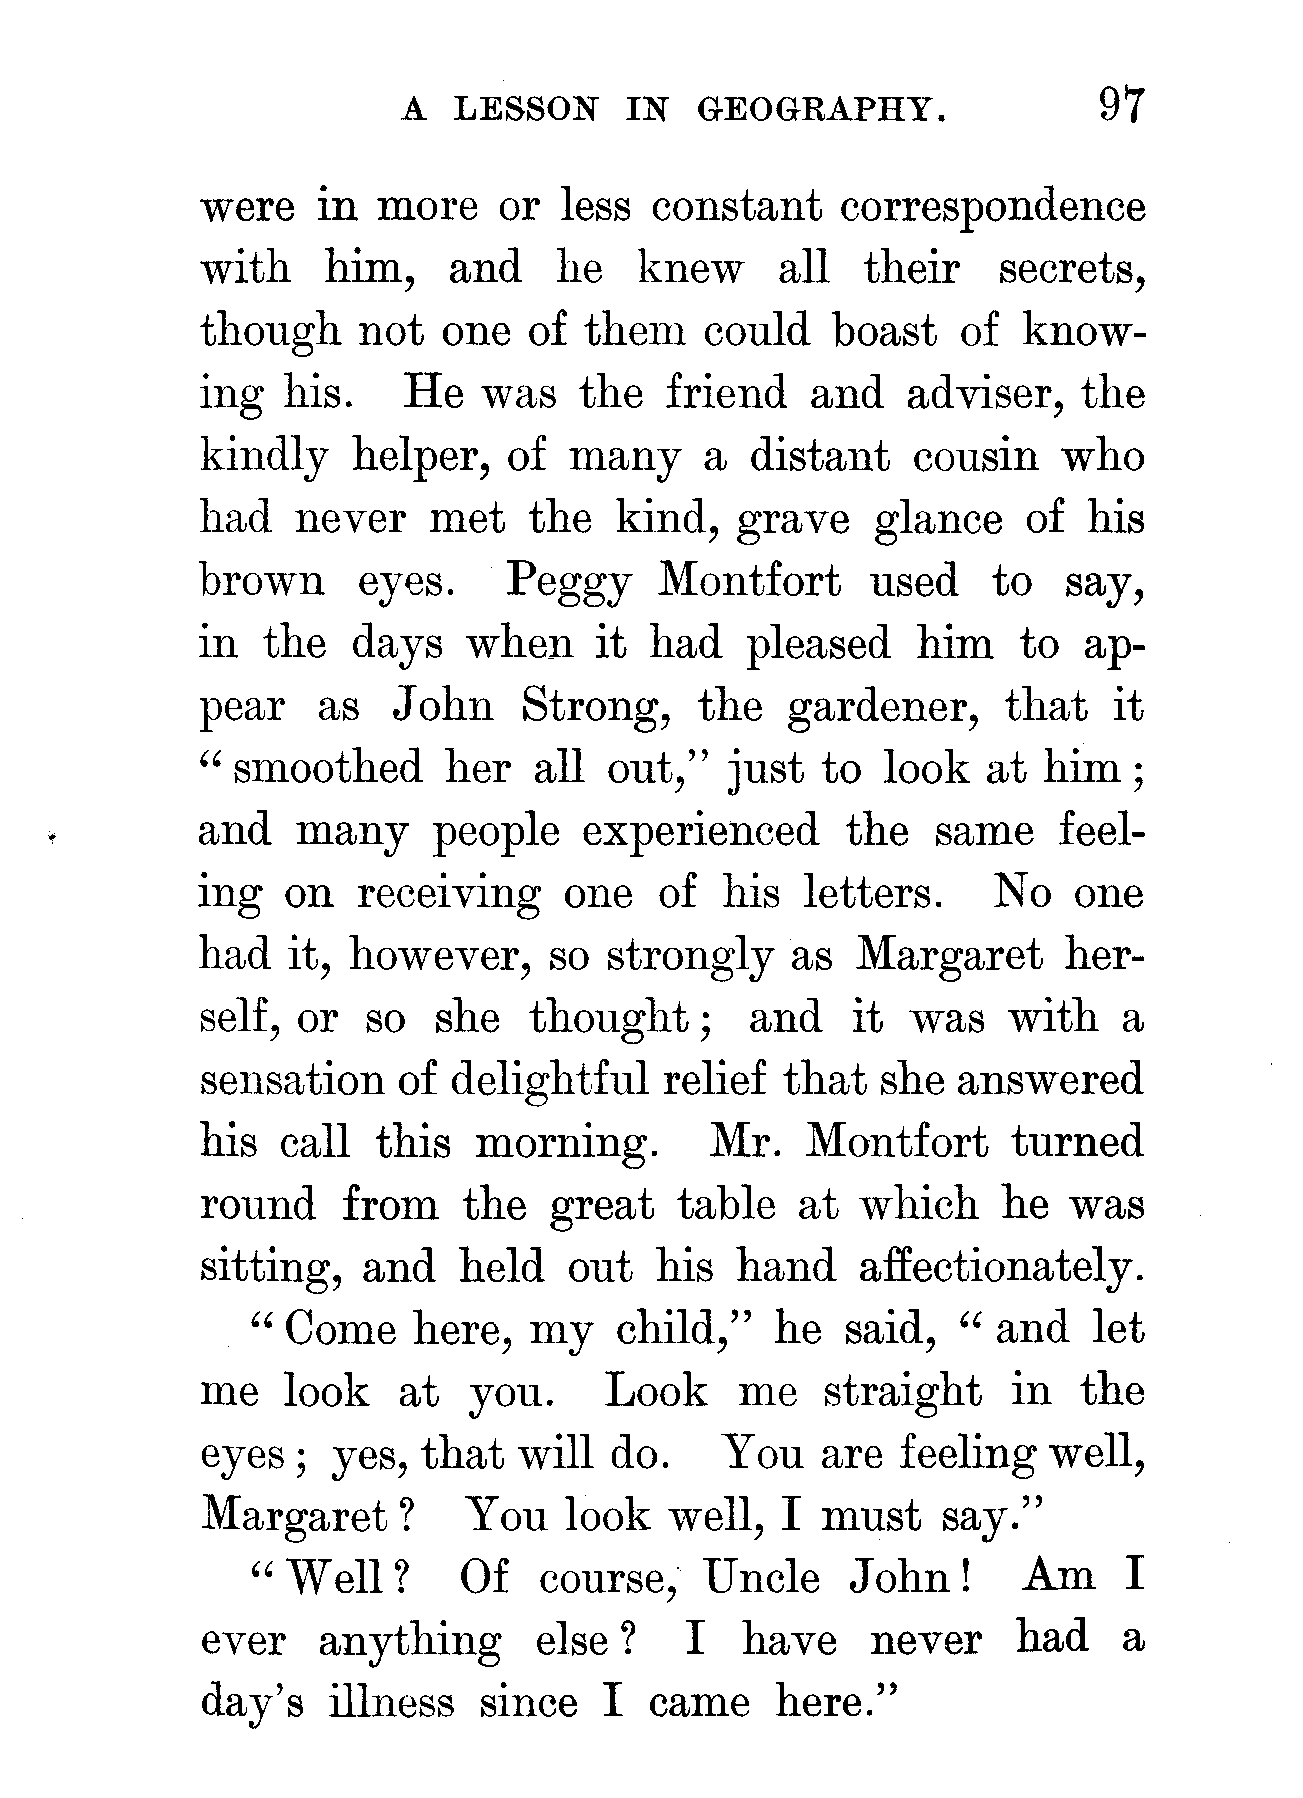 A LESSON IN GEOGRAPHY. 97
were in more or less constant correspondence
with him, and he knew all their secrets,
though not one of them could boast of know-
ing his. He was the friend and adviser, the
kindly helper, of many a distant cousin who
had never met the kind, grave glance of his
brown eyes. Peggy Montfort used to say,
in the days when it had pleased him to ap-
pear as John Strong, the gardener, that it
“ smoothed her all out,” just to look at him ;
and many people experienced the same feel-
ing on receiving one of his letters. No one
had it, however, so strongly as Margaret her-
self, or so she thought ; and it was with a
sensation of delightful relief that she answered
his call this morning. Mr. Montfort turned
round from the great table at which he was
sitting, and held out his hand affectionately.
“ Come here, my child,” he said, “ and let
me look at you. Look me straight in the
eyes ; yes, that will do. You are feeling well,
Margaret ? You look well, I must say.”
“ Well ? Of course, Uncle John ! Am I
ever anything else ? I have never had a
day’s illness since I came here.”